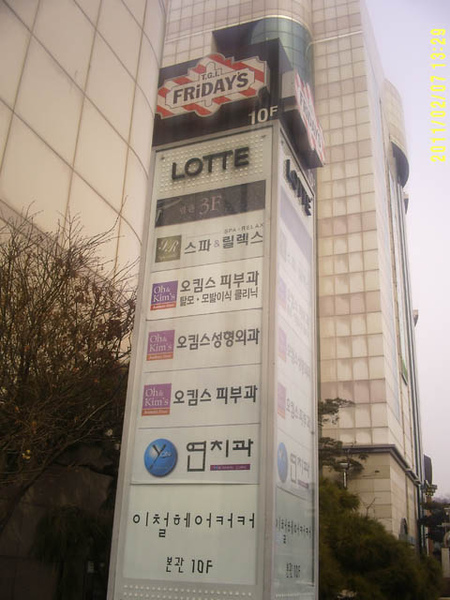 2011/02/07 13:29
T.G.I.
FRiDAY'S
10F
LOTTE
3F
SPA & RELAX
스파 & 릴렉스
Oh&
Kim's
오킴스 피부과
탈모 · 모발이식 클리닉
Oh&
Kim's
오킴스성형외과
Oh&
Kim's
오킴스 피부과
연치과
이철헤어커커
본관 10F
LOTTE